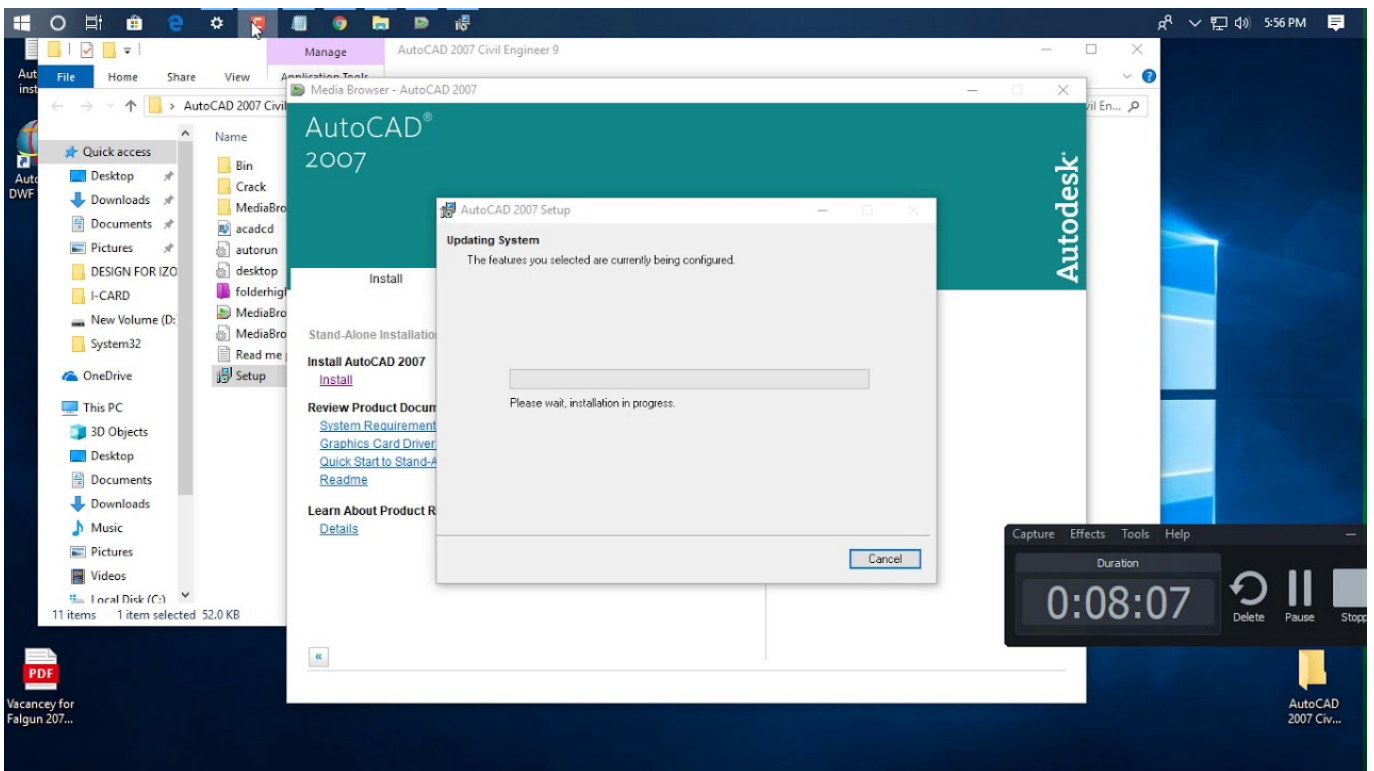 5:56 PM
Manage
AutoCAD 2007 Civil Engineer 9
File
Home
Share
View
Application Tools
AutoCAD 2007 Civil
vil En...
Aut
inst
Auto
DWF
Quick access
Desktop
Downloads
Documents
Pictures
DESIGN FOR IZO
I-CARD
New Volume (D:
System32
OneDrive
This PC
3D Objects
Desktop
Documents
Downloads
Music
Pictures
Videos
Local Disk (C:)
11 items
1 item selected
52.0 KB
Name
Bin
Crack
MediaBro
acadcd
autorun
desktop
folderhigl
MediaBro
MediaBro
Read me
Setup
Media Browser - AutoCAD 2007
AutoCAD®
2007
Autodesk
Install
Stand-Alone Installation
Install AutoCAD 2007
Install
Review Product Docum
System Requirement
Graphics Card Driver
Quick Start to Stand-A
Readme
Learn About Product R
Details
«
AutoCAD 2007 Setup
Updating System
The features you selected are currently being configured.
Please wait, installation in progress.
Cancel
Capture
Effects
Tools
Help
Duration
0:08:07
Delete
Pause
Stopp
PDF
Vacancey for
Falgun 207...
AutoCAD
2007 Civ...